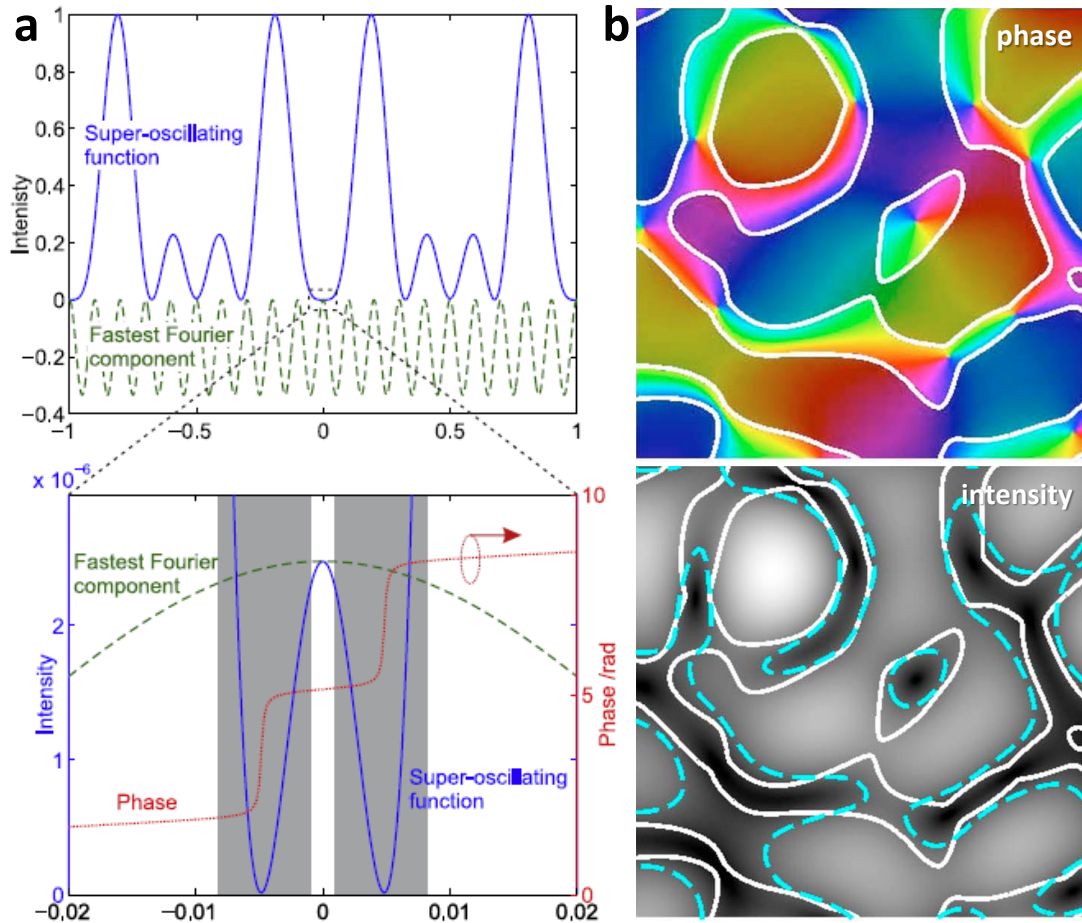 a
b
phase
1
0.8
0.6
0.4
0.2
0
−0.2
−0.4
Intenisty
Super-oscillating
function
Fastest Fourier
component
−1
−0.5
0
0.5
1
intensity
x 10⁻⁶
2
1
0
Intensity
Fastest Fourier
component
Phase
Super-oscillating
function
10
5
0
Phase /rad
−0.02
−0.01
0
0.01
0.02